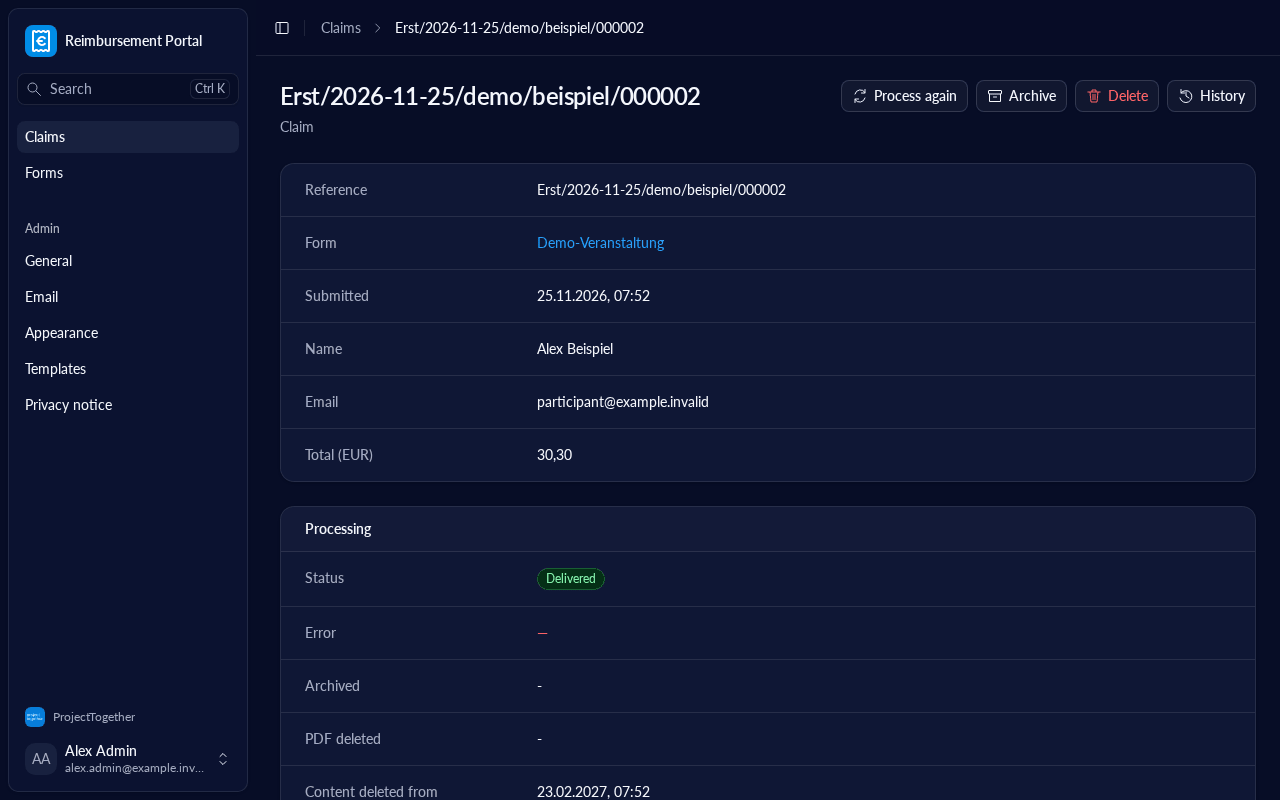 Reimbursement Portal
Search
Ctrl K
Claims
Forms
Admin
General
Email
Appearance
Templates
Privacy notice
ProjectTogether
AA
Alex Admin
alex.admin@example.inv...
Claims
Erst/2026-11-25/demo/beispiel/000002
Erst/2026-11-25/demo/beispiel/000002
Claim
Process again
Archive
Delete
History
Reference
Erst/2026-11-25/demo/beispiel/000002
Form
Demo-Veranstaltung
Submitted
25.11.2026, 07:52
Name
Alex Beispiel
Email
participant@example.invalid
Total (EUR)
30,30
Processing
Status
Delivered
Error
—
Archived
-
PDF deleted
-
Content deleted from
23.02.2027, 07:52